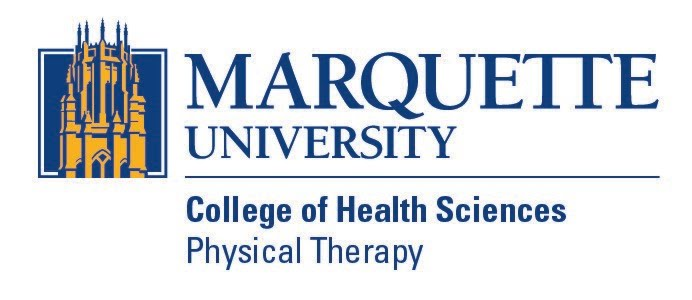 MARQUETTE
UNIVERSITY
College of Health Sciences
Physical Therapy